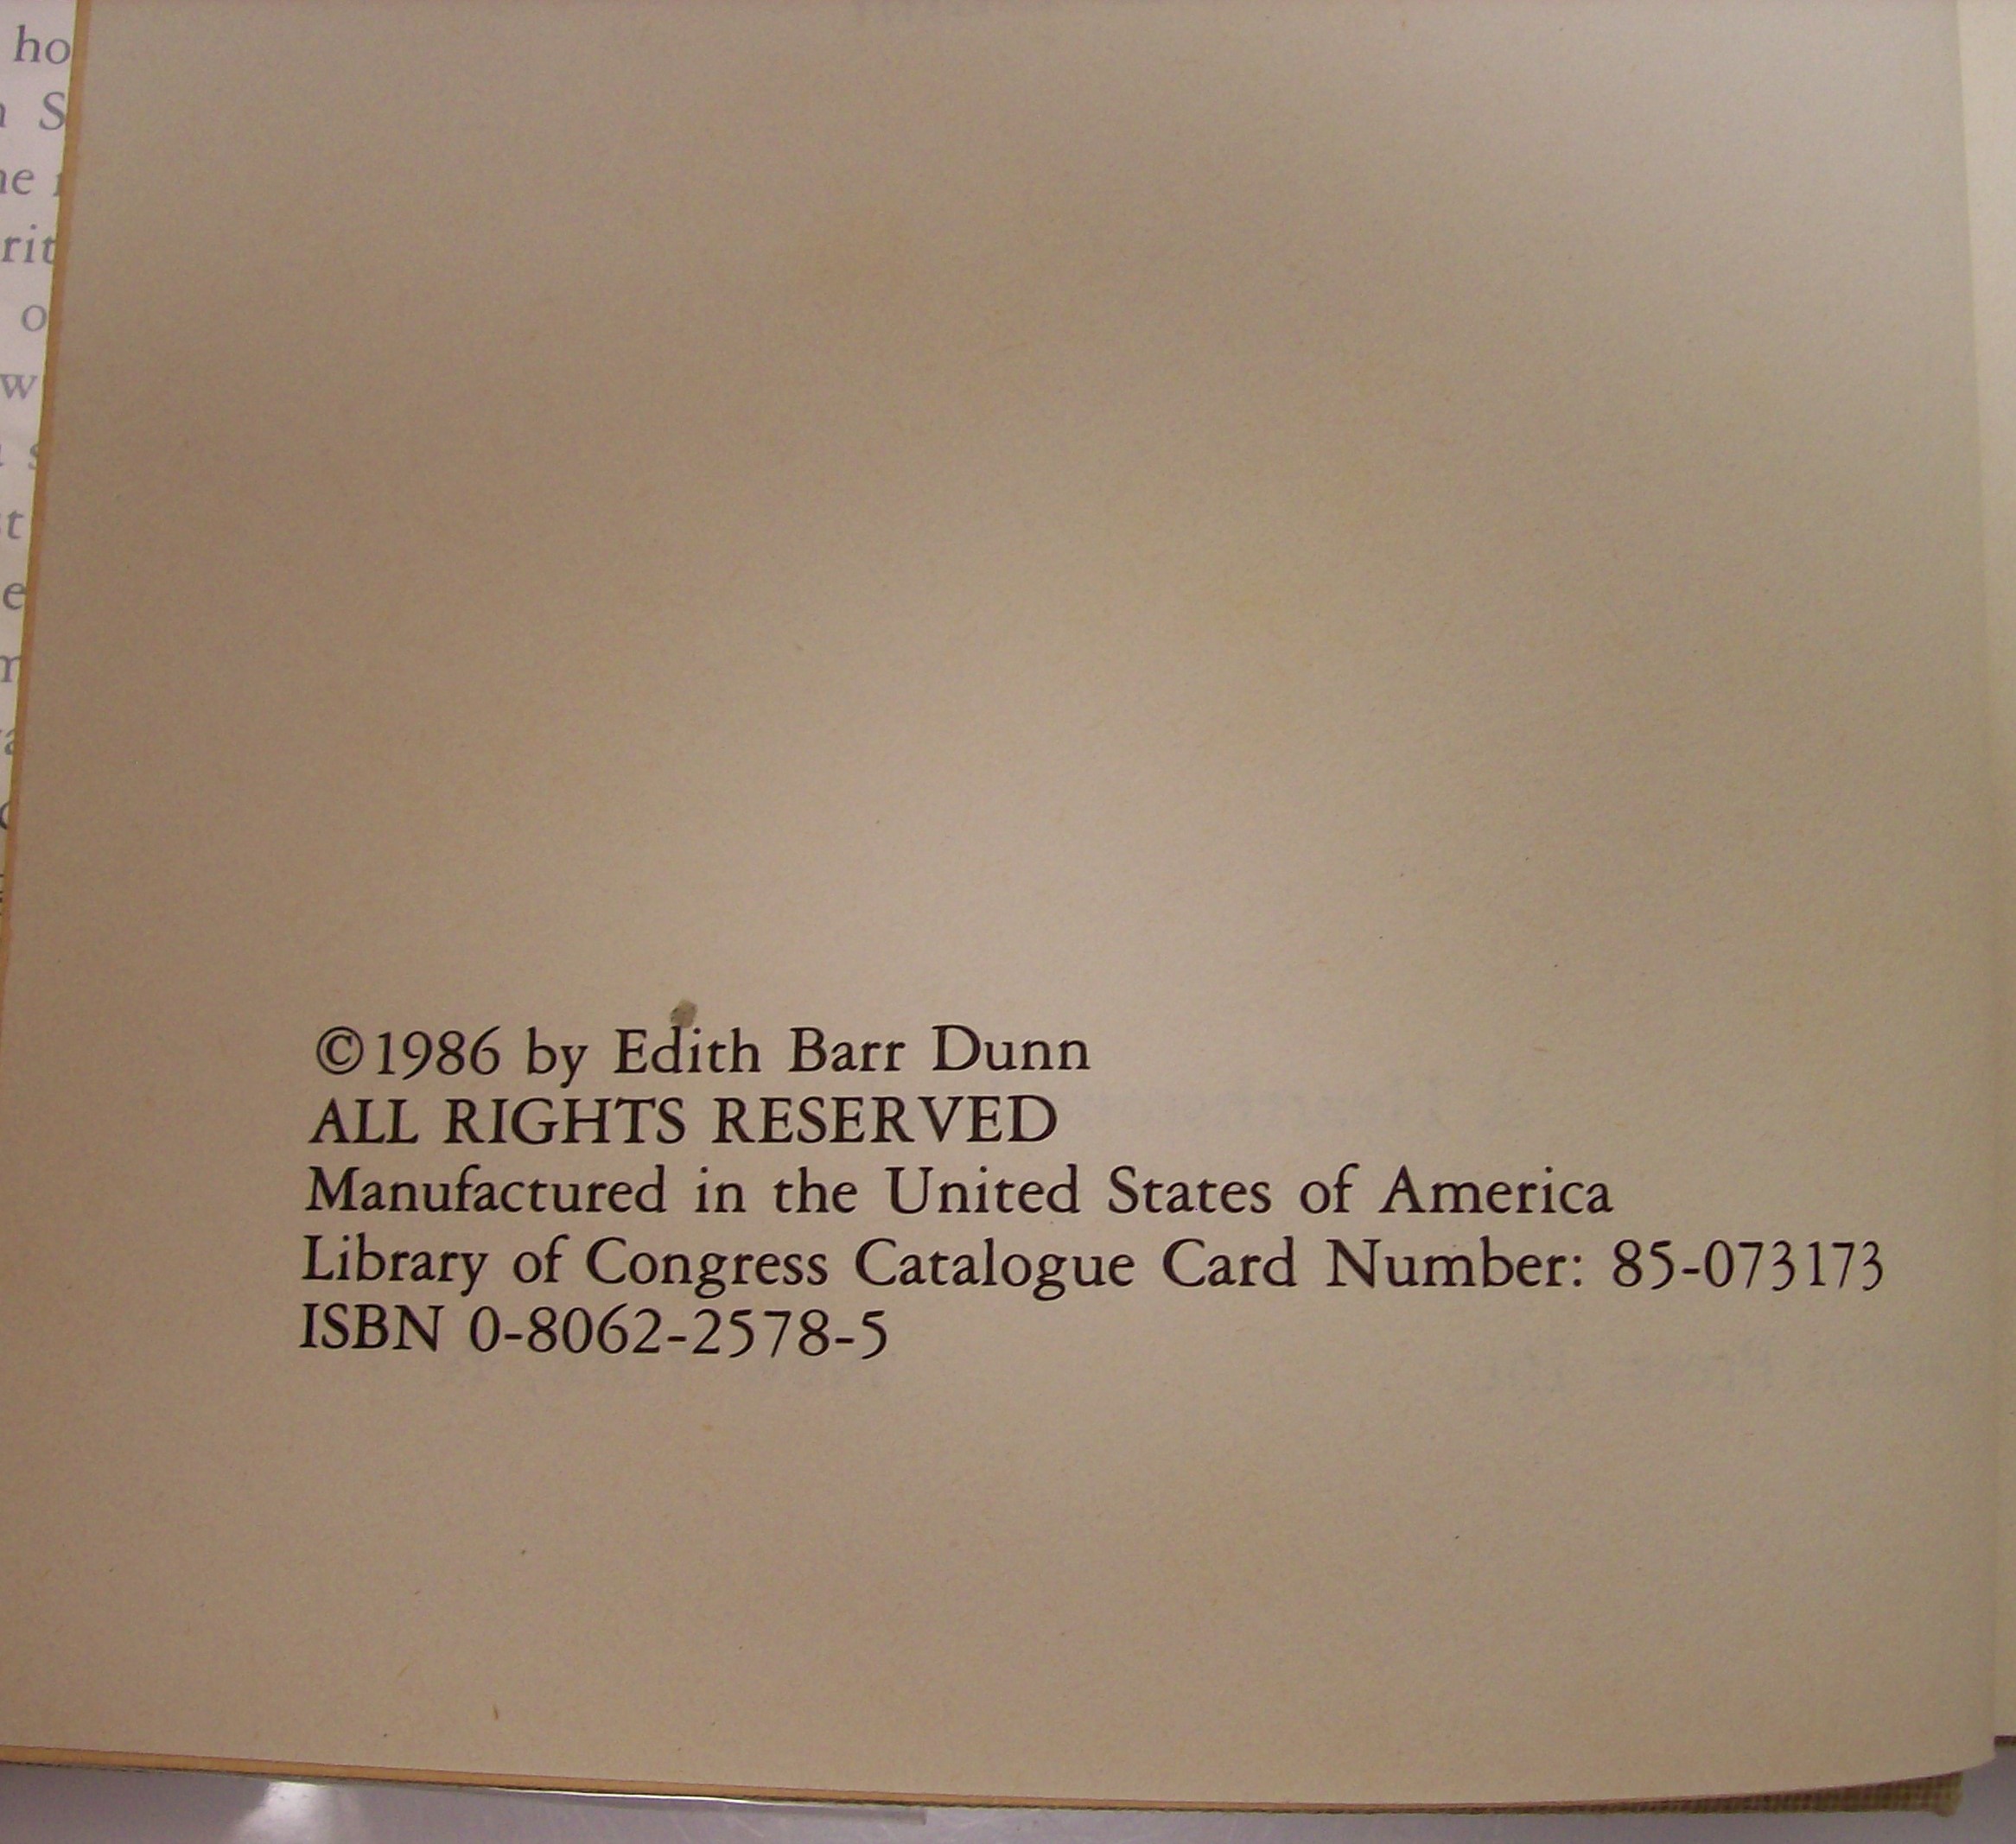 ©1986 by Edith Barr Dunn
ALL RIGHTS RESERVED
Manufactured in the United States of America
Library of Congress Catalogue Card Number: 85-073173
ISBN 0-8062-2578-5